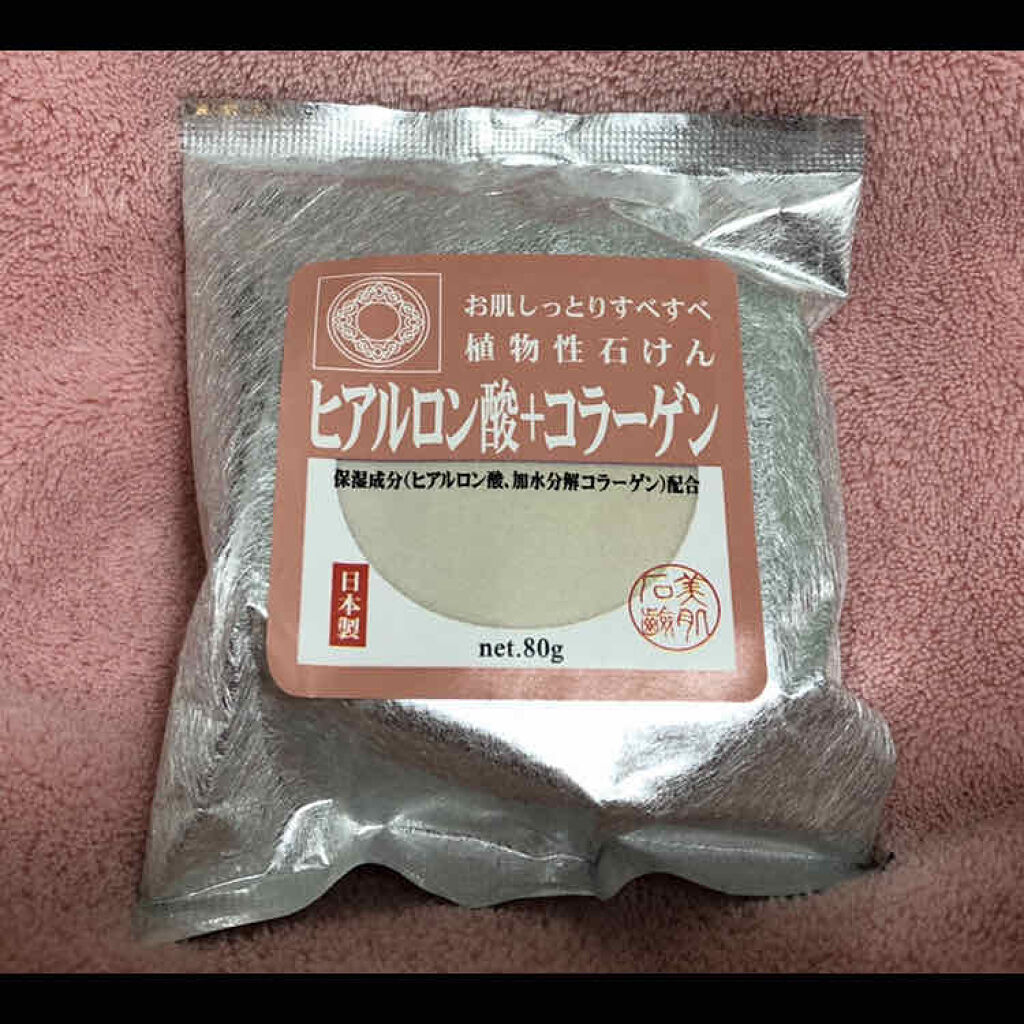 お肌しっとりすべすべ
植物性石けん
ヒアルロン酸+コラーゲン
保湿成分(ヒアルロン酸、加水分解コラーゲン)配合
日本製
美肌
石鹸
net.80g